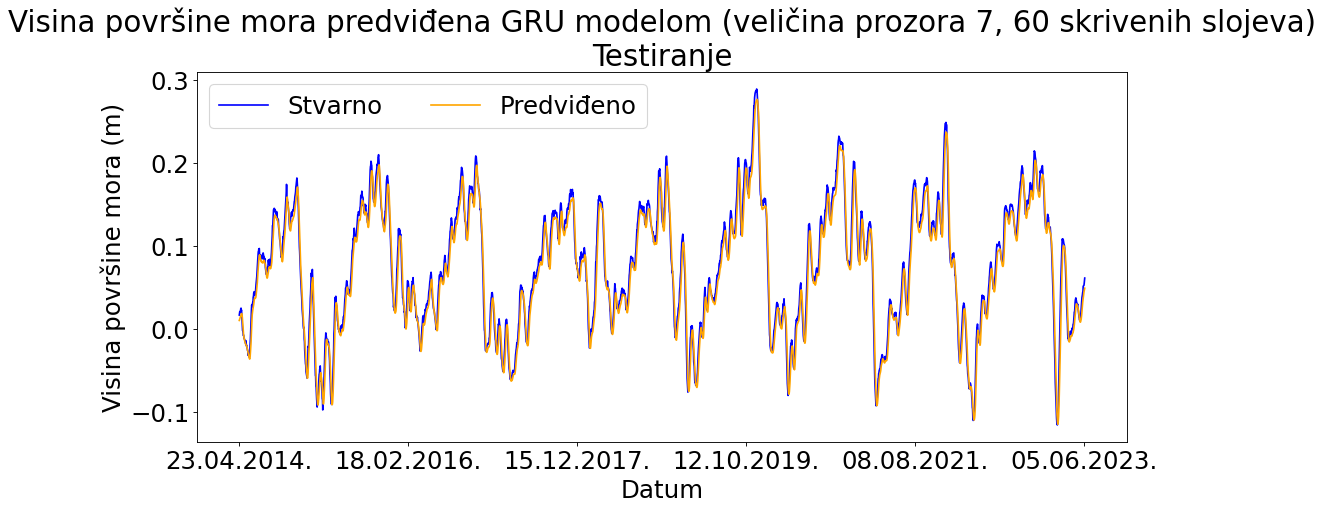 Visina površine mora predviđena GRU modelom (veličina prozora 7, 60 skrivenih slojeva)
Testiranje
Stvarno
Predviđeno
Visina površine mora (m)
0.3
0.2
0.1
0.0
−0.1
23.04.2014.
18.02.2016.
15.12.2017.
12.10.2019.
08.08.2021.
05.06.2023.
Datum